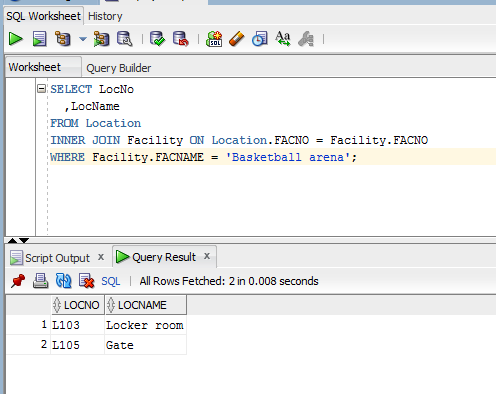 SQL Worksheet History
Aa
Worksheet Query Builder
SELECT LocNo
,LocName
FROM Location
INNER JOIN Facility ON Location.FACNO = Facility.FACNO
WHERE Facility.FACNAME = 'Basketball arena';
Script Output x Query Result x
SQL | All Rows Fetched: 2 in 0.008 seconds
LOCNO LOCNAME
1 L103 Locker room
2 L105 Gate